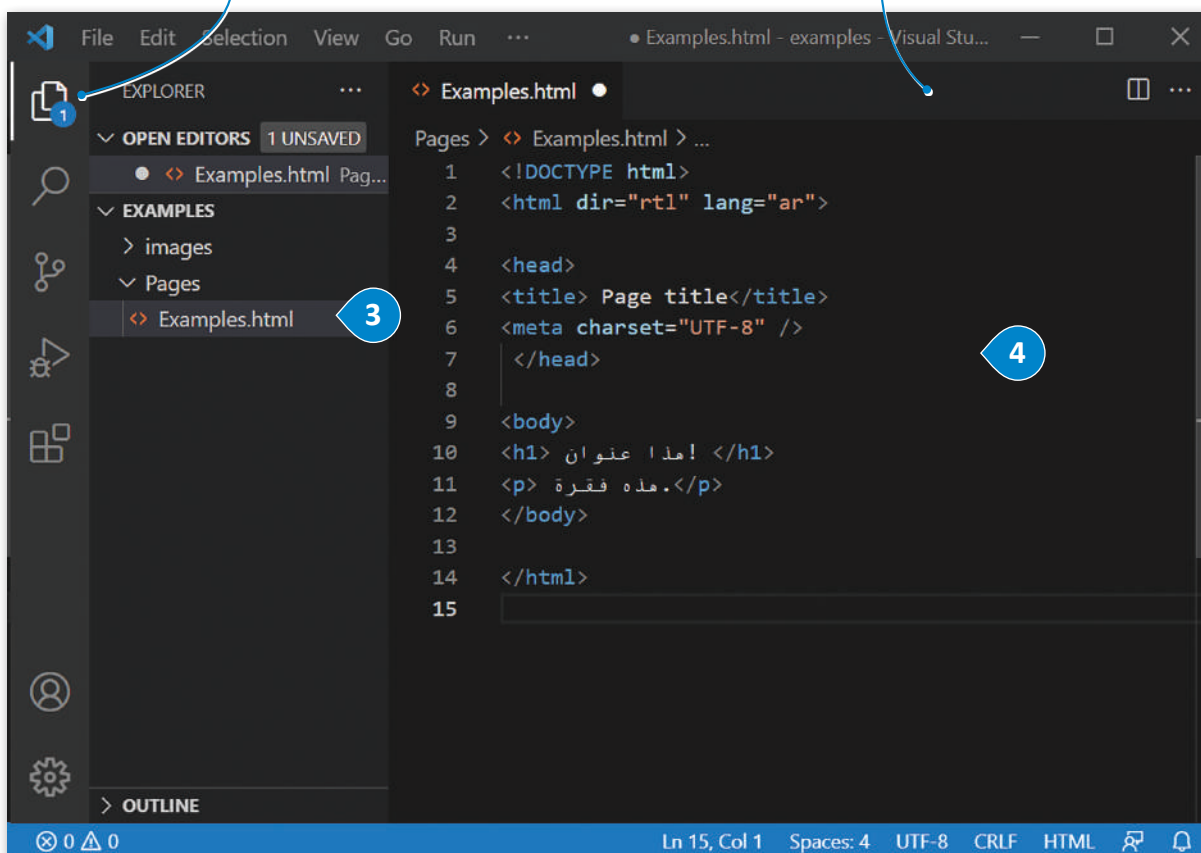 File Edit Selection View Go Run ··· ● Examples.html - examples - Visual Stu...
1
EXPLORER ···
OPEN EDITORS 1 UNSAVED
● <> Examples.html Pag...
EXAMPLES
> images
Pages
<> Examples.html
3
OUTLINE
<> Examples.html ●
Pages > <> Examples.html > ...
1 <!DOCTYPE html>
2 <html dir="rtl" lang="ar">
3
4 <head>
5 <title> Page title</title>
6 <meta charset="UTF-8" />
7 </head>
8
9 <body>
10 <h1> هذا عنوان! </h1>
11 <p> هذه فقرة.</p>
12 </body>
13
14 </html>
15
4
0 0 Ln 15, Col 1 Spaces: 4 UTF-8 CRLF HTML